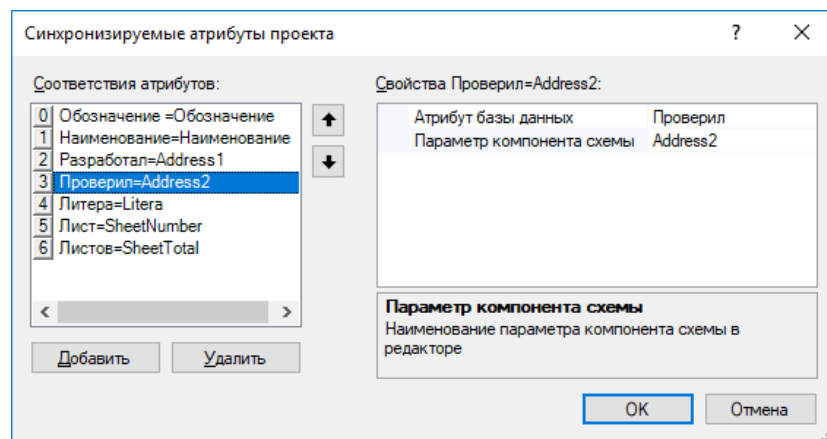 Синхронизируемые атрибуты проекта
?
Соответствия атрибутов:
0 Обозначение =Обозначение
1 Наименование=Наименование
2 Разработал=Address1
3 Проверил=Address2
4 Литера=Litera
5 Лист=SheetNumber
6 Листов=SheetTotal
Добавить
Удалить
Свойства Проверил=Address2:
Атрибут базы данных Проверил
Параметр компонента схемы Address2
Параметр компонента схемы
Наименование параметра компонента схемы в
редакторе
OK
Отмена